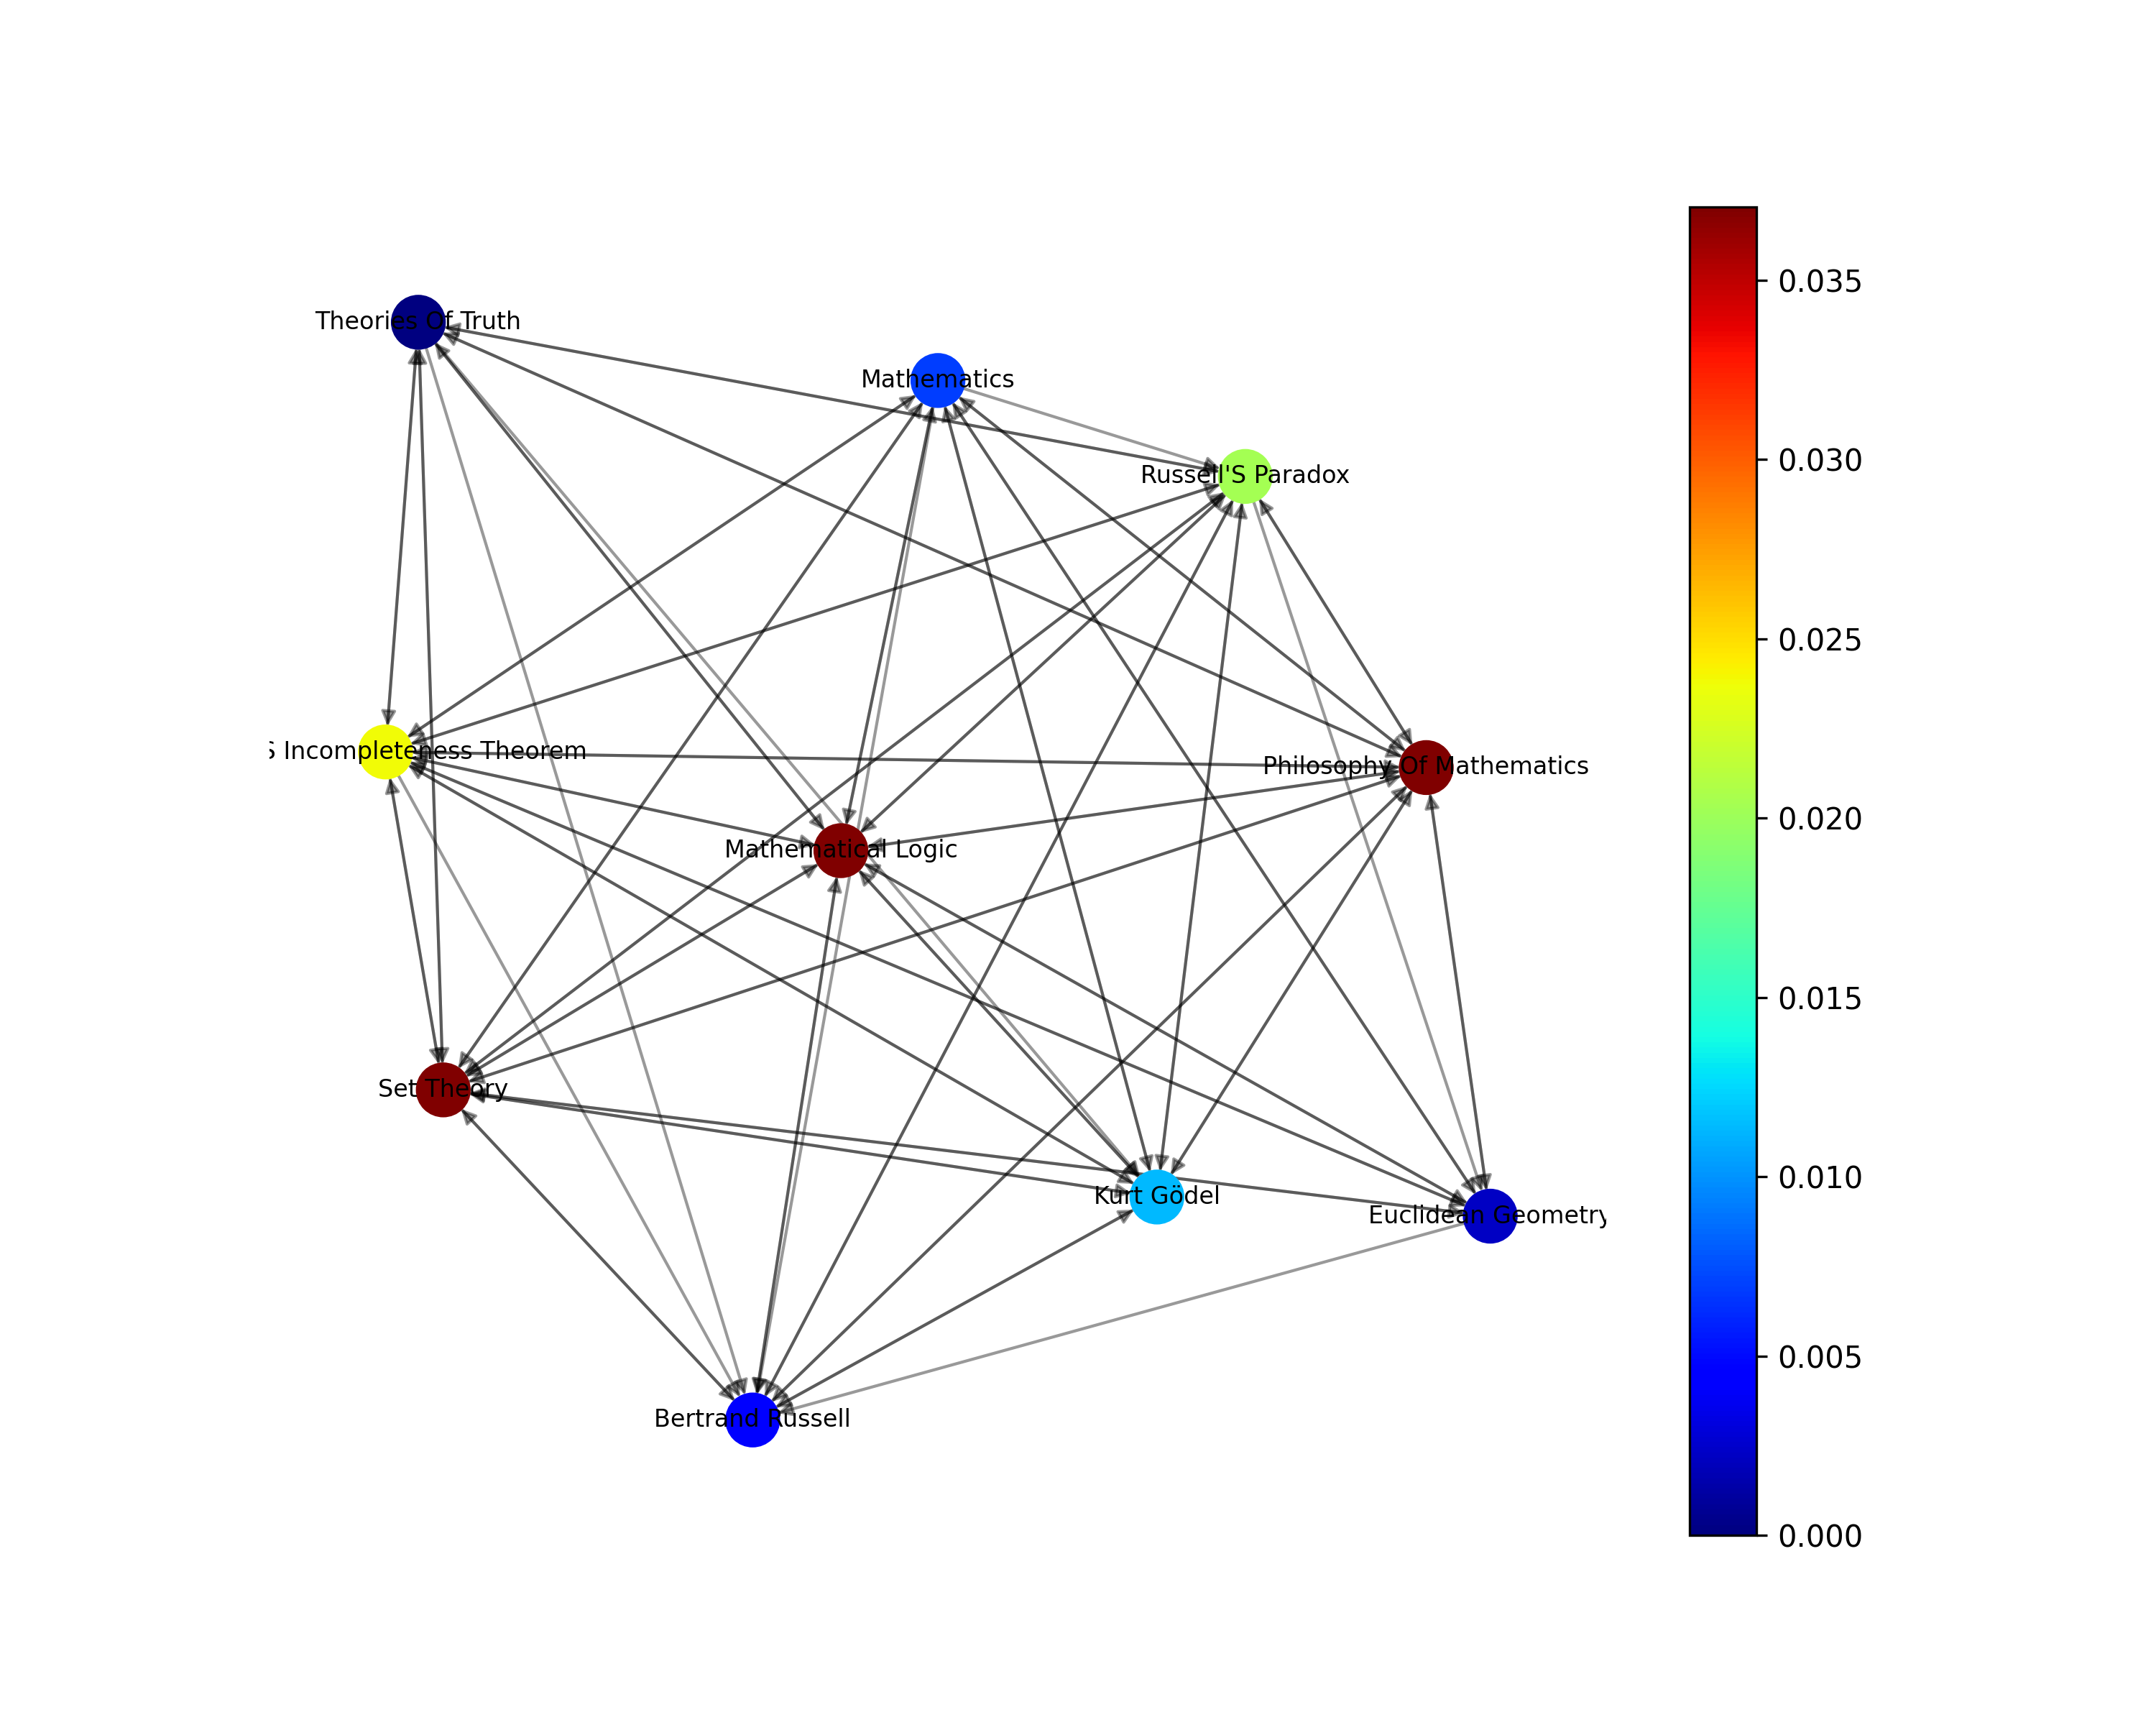 Theories Of Truth
Mathematics
Russell'S Paradox
S Incompleteness Theorem
Philosophy Of Mathematics
Mathematical Logic
Set Theory
Kurt Gödel
Euclidean Geometry
Bertrand Russell
0.035
0.030
0.025
0.020
0.015
0.010
0.005
0.000